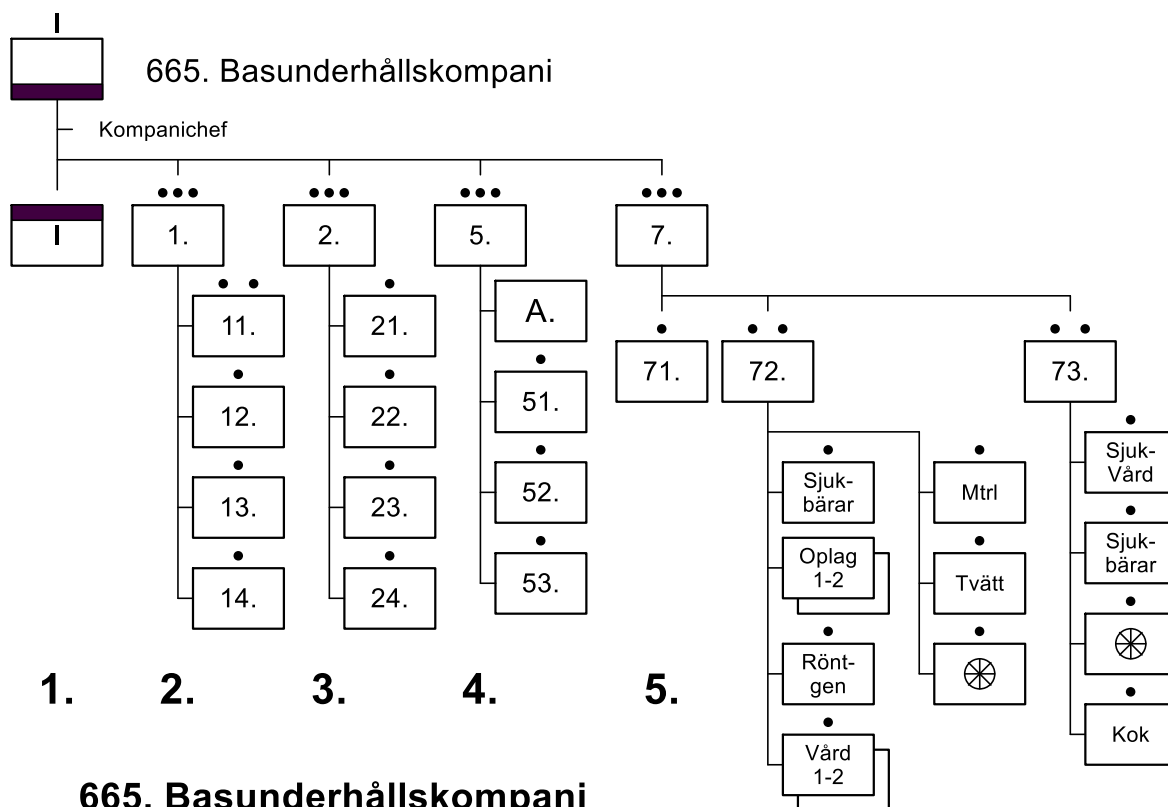 665. Basunderhållskompani
Kompanichef
1.
2.
5.
7.
11.
12.
13.
14.
21.
22.
23.
24.
A.
51.
52.
53.
71.
72.
73.
Sjuk-
bärar
Oplag
1-2
Rönt-
gen
Vård
1-2
Mtrl
Tvätt
Sjuk-
Vård
Sjuk-
bärar
Kok
1. 2. 3. 4. 5.
665. Basunderhållskompani